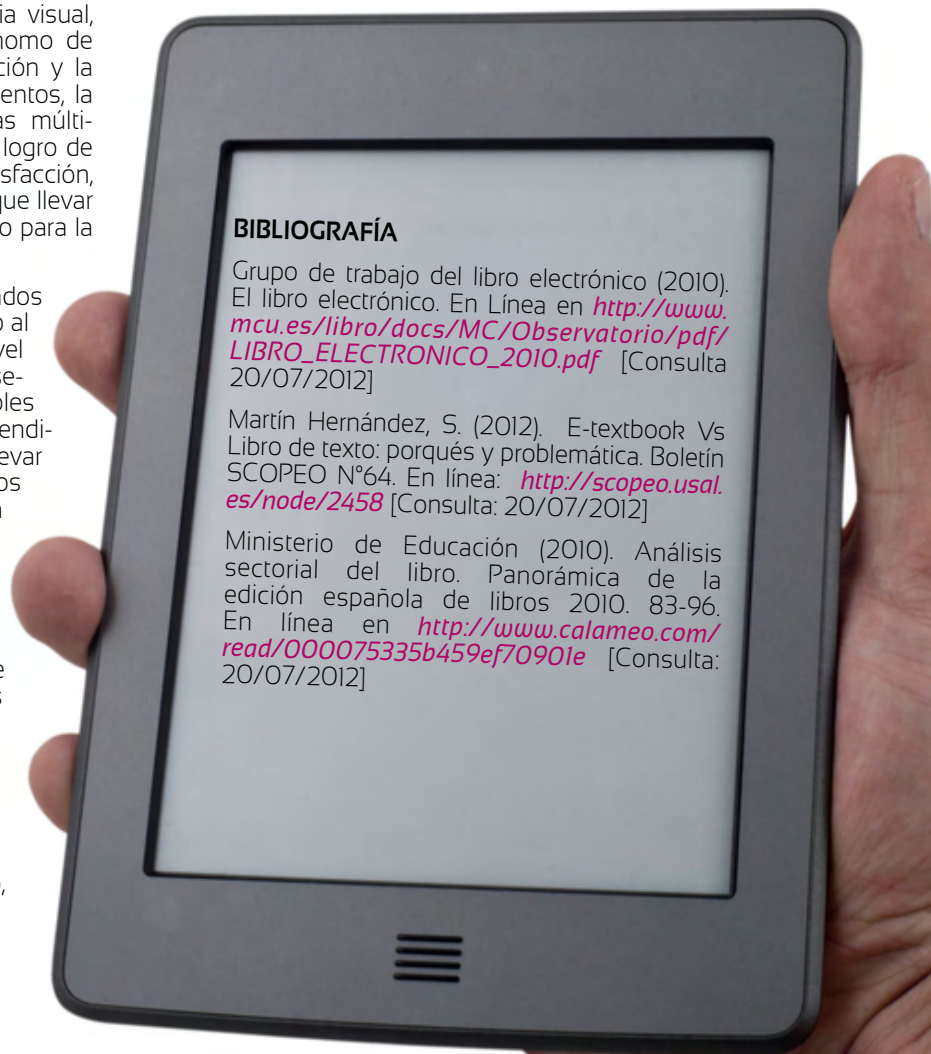 ia visual,
nomo de
ción y la
entos, la
as múlti-
logro de
sfacción,
que llevar
o para la
ados
o al
vel
se-
oles
endi-
evar
os
e
s
BIBLIOGRAFÍA
Grupo de trabajo del libro electrónico (2010).
El libro electrónico. En Línea en http://www.
mcu.es/libro/docs/MC/Observatorio/pdf/
LIBRO_ELECTRONICO_2010.pdf [Consulta
20/07/2012]
Martín Hernández, S. (2012). E-textbook Vs
Libro de texto: porqués y problemática. Boletín
SCOPEO Nº64. En línea: http://scopeo.usal.
es/node/2458 [Consulta: 20/07/2012]
Ministerio de Educación (2010). Análisis
sectorial del libro. Panorámica de la
edición española de libros 2010. 83-96.
En línea en http://www.calameo.com/
read/000075335b459ef70901e [Consulta:
20/07/2012]